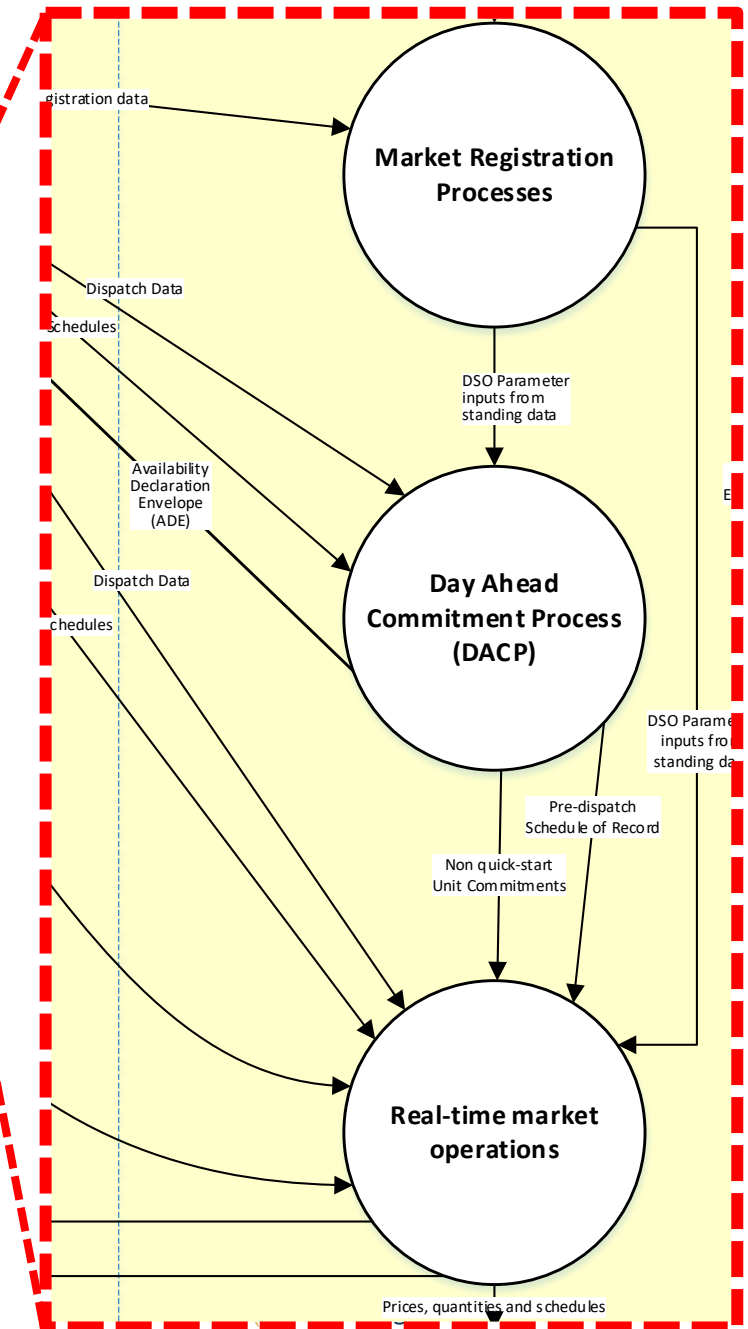 gistration data
Market Registration
Processes
Dispatch Data
Schedules
DSO Parameter
inputs from
standing data
Availability
Declaration
Envelope
(ADE)
E
Dispatch Data
Day Ahead
Commitment Process
(DACP)
chedules
DSO Parame
inputs fro
standing da
Pre-dispatch
Schedule of Record
Non quick-start
Unit Commitments
Real-time market
operations
Prices, quantities and schedules